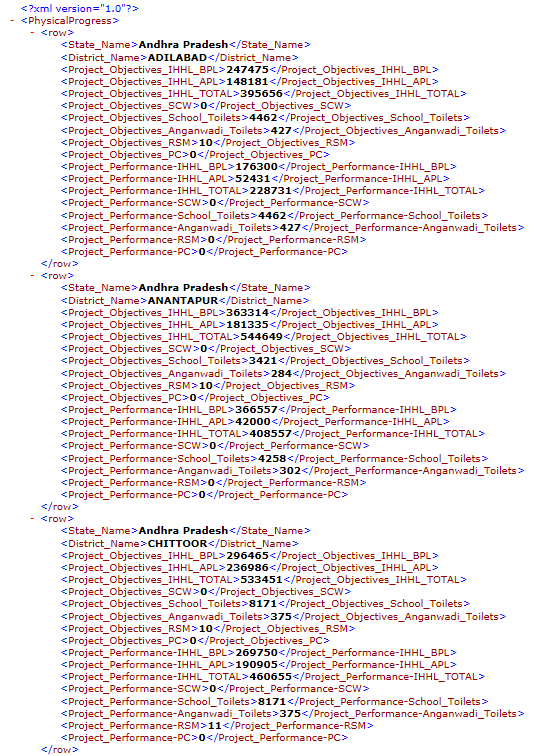 <?xml version="1.0"?>
- <PhysicalProgress>
- <row>
<State_Name>Andhra Pradesh</State_Name>
<District_Name>ADILABAD</District_Name>
<Project_Objectives_IHHL_BPL>247475</Project_Objectives_IHHL_BPL>
<Project_Objectives_IHHL_APL>148181</Project_Objectives_IHHL_APL>
<Project_Objectives_IHHL_TOTAL>395656</Project_Objectives_IHHL_TOTAL>
<Project_Objectives_SCW>0</Project_Objectives_SCW>
<Project_Objectives_School_Toilets>4462</Project_Objectives_School_Toilets>
<Project_Objectives_Anganwadi_Toilets>427</Project_Objectives_Anganwadi_Toilets>
<Project_Objectives_RSM>10</Project_Objectives_RSM>
<Project_Objectives_PC>0</Project_Objectives_PC>
<Project_Performance-IHHL_BPL>176300</Project_Performance-IHHL_BPL>
<Project_Performance-IHHL_APL>52431</Project_Performance-IHHL_APL>
<Project_Performance-IHHL_TOTAL>228731</Project_Performance-IHHL_TOTAL>
<Project_Performance-SCW>0</Project_Performance-SCW>
<Project_Performance-School_Toilets>4462</Project_Performance-School_Toilets>
<Project_Performance-Anganwadi_Toilets>427</Project_Performance-Anganwadi_Toilets>
<Project_Performance-RSM>0</Project_Performance-RSM>
<Project_Performance-PC>0</Project_Performance-PC>
</row>
- <row>
<State_Name>Andhra Pradesh</State_Name>
<District_Name>ANANTAPUR</District_Name>
<Project_Objectives_IHHL_BPL>363314</Project_Objectives_IHHL_BPL>
<Project_Objectives_IHHL_APL>181335</Project_Objectives_IHHL_APL>
<Project_Objectives_IHHL_TOTAL>544649</Project_Objectives_IHHL_TOTAL>
<Project_Objectives_SCW>0</Project_Objectives_SCW>
<Project_Objectives_School_Toilets>3421</Project_Objectives_School_Toilets>
<Project_Objectives_Anganwadi_Toilets>284</Project_Objectives_Anganwadi_Toilets>
<Project_Objectives_RSM>10</Project_Objectives_RSM>
<Project_Objectives_PC>0</Project_Objectives_PC>
<Project_Performance-IHHL_BPL>366557</Project_Performance-IHHL_BPL>
<Project_Performance-IHHL_APL>42000</Project_Performance-IHHL_APL>
<Project_Performance-IHHL_TOTAL>408557</Project_Performance-IHHL_TOTAL>
<Project_Performance-SCW>0</Project_Performance-SCW>
<Project_Performance-School_Toilets>4258</Project_Performance-School_Toilets>
<Project_Performance-Anganwadi_Toilets>302</Project_Performance-Anganwadi_Toilets>
<Project_Performance-RSM>0</Project_Performance-RSM>
<Project_Performance-PC>0</Project_Performance-PC>
</row>
- <row>
<State_Name>Andhra Pradesh</State_Name>
<District_Name>CHITTOOR</District_Name>
<Project_Objectives_IHHL_BPL>296465</Project_Objectives_IHHL_BPL>
<Project_Objectives_IHHL_APL>236986</Project_Objectives_IHHL_APL>
<Project_Objectives_IHHL_TOTAL>533451</Project_Objectives_IHHL_TOTAL>
<Project_Objectives_SCW>0</Project_Objectives_SCW>
<Project_Objectives_School_Toilets>8171</Project_Objectives_School_Toilets>
<Project_Objectives_Anganwadi_Toilets>375</Project_Objectives_Anganwadi_Toilets>
<Project_Objectives_RSM>10</Project_Objectives_RSM>
<Project_Objectives_PC>0</Project_Objectives_PC>
<Project_Performance-IHHL_BPL>269750</Project_Performance-IHHL_BPL>
<Project_Performance-IHHL_APL>190905</Project_Performance-IHHL_APL>
<Project_Performance-IHHL_TOTAL>460655</Project_Performance-IHHL_TOTAL>
<Project_Performance-SCW>0</Project_Performance-SCW>
<Project_Performance-School_Toilets>8171</Project_Performance-School_Toilets>
<Project_Performance-Anganwadi_Toilets>375</Project_Performance-Anganwadi_Toilets>
<Project_Performance-RSM>11</Project_Performance-RSM>
<Project_Performance-PC>0</Project_Performance-PC>
</row>